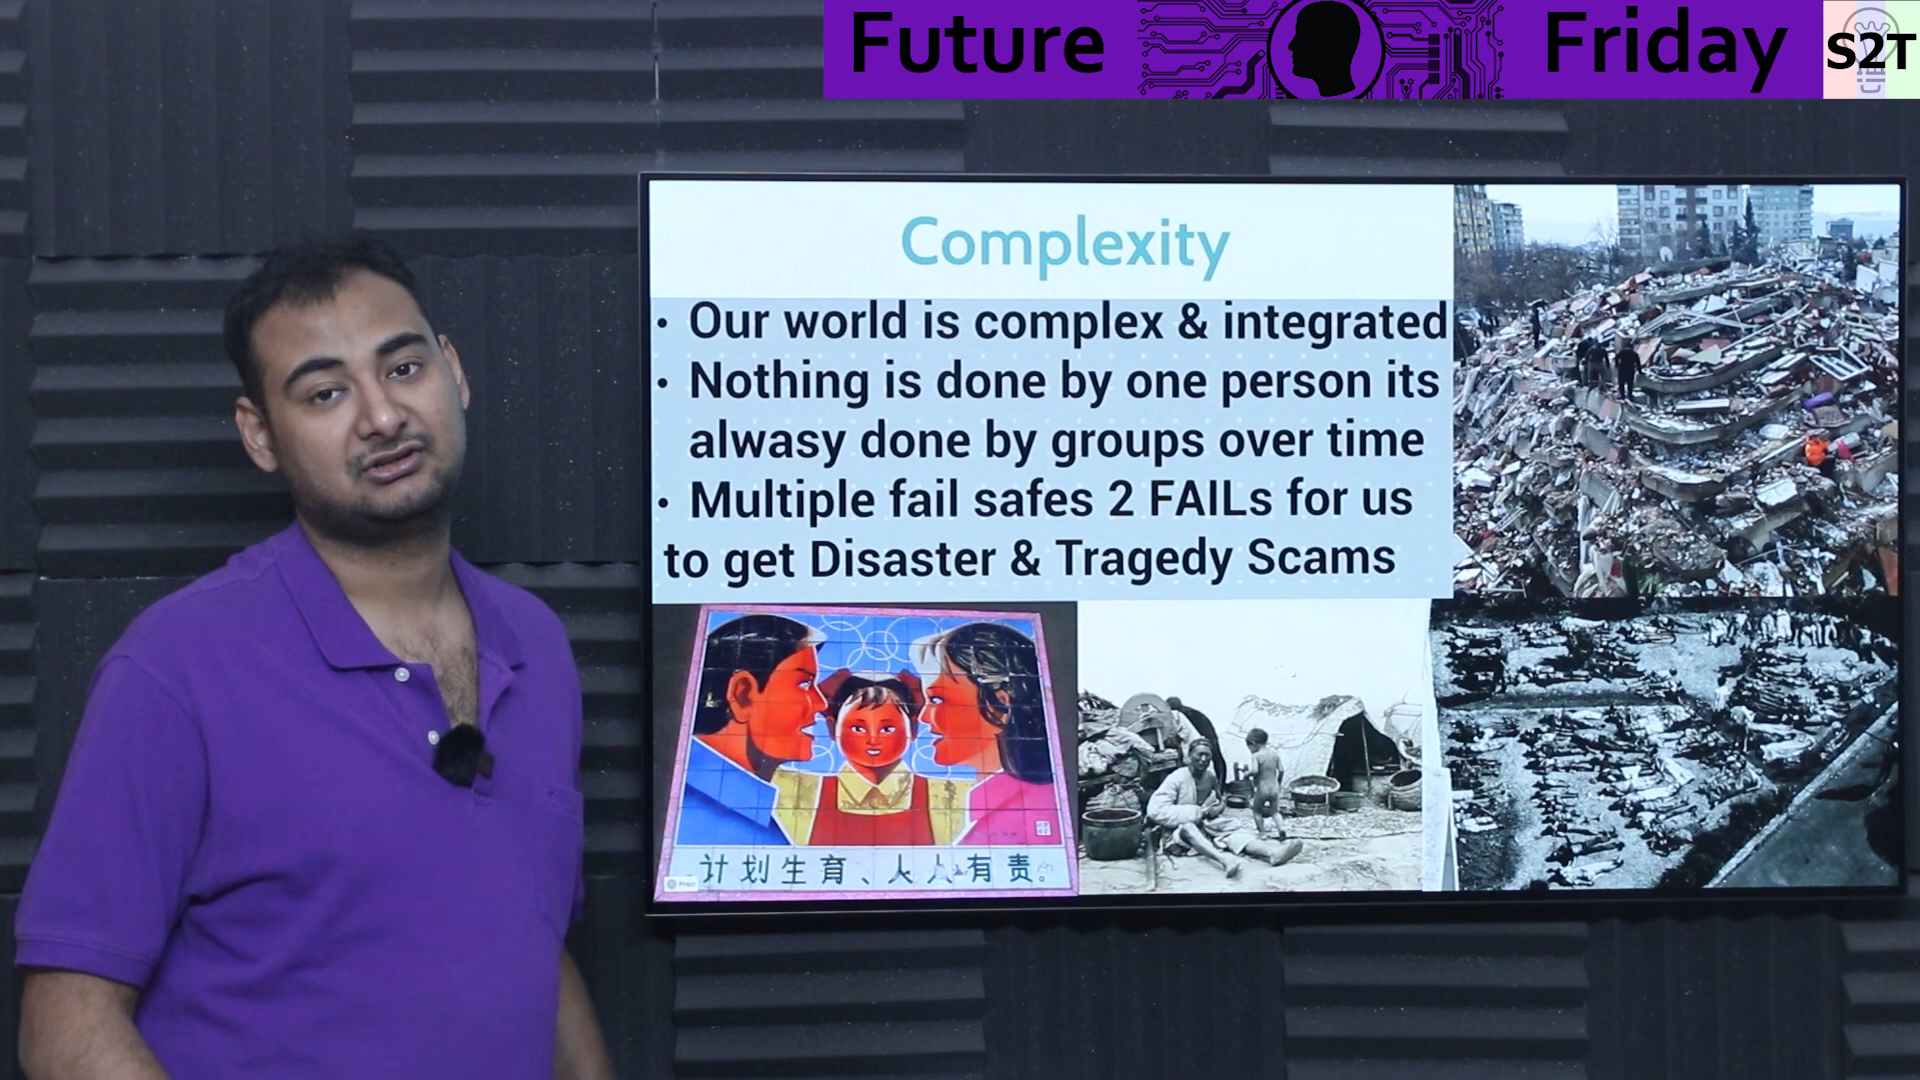 Future Friday S2T
Complexity
• Our world is complex & integrated
• Nothing is done by one person its
alwasy done by groups over time
• Multiple fail safes 2 FAILs for us
to get Disaster & Tragedy Scams
计划生育、人人有责。
Prezi